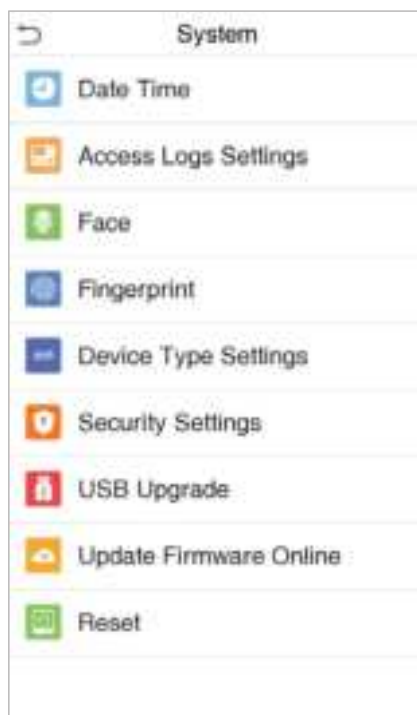 System
Date Time
Access Logs Settings
Face
Fingerprint
Device Type Settings
Security Settings
USB Upgrade
Update Firmware Online
Reset